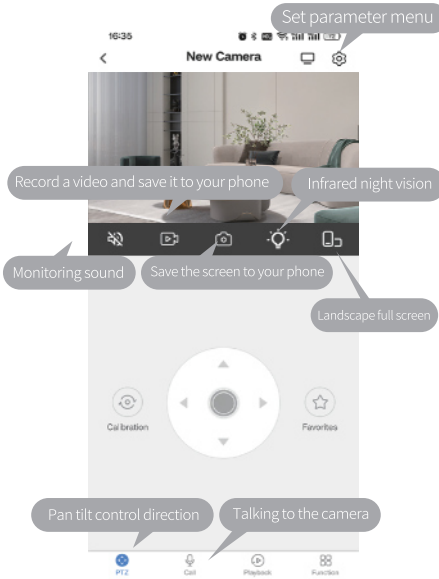 Set parameter menu
16:35
New Camera
Record a video and save it to your phone
Infrared night vision
Monitoring sound
Save the screen to your phone
Landscape full screen
Calibration
Favorites
Pan tilt control direction
Talking to the camera
PTZ
Call
Playback
Function